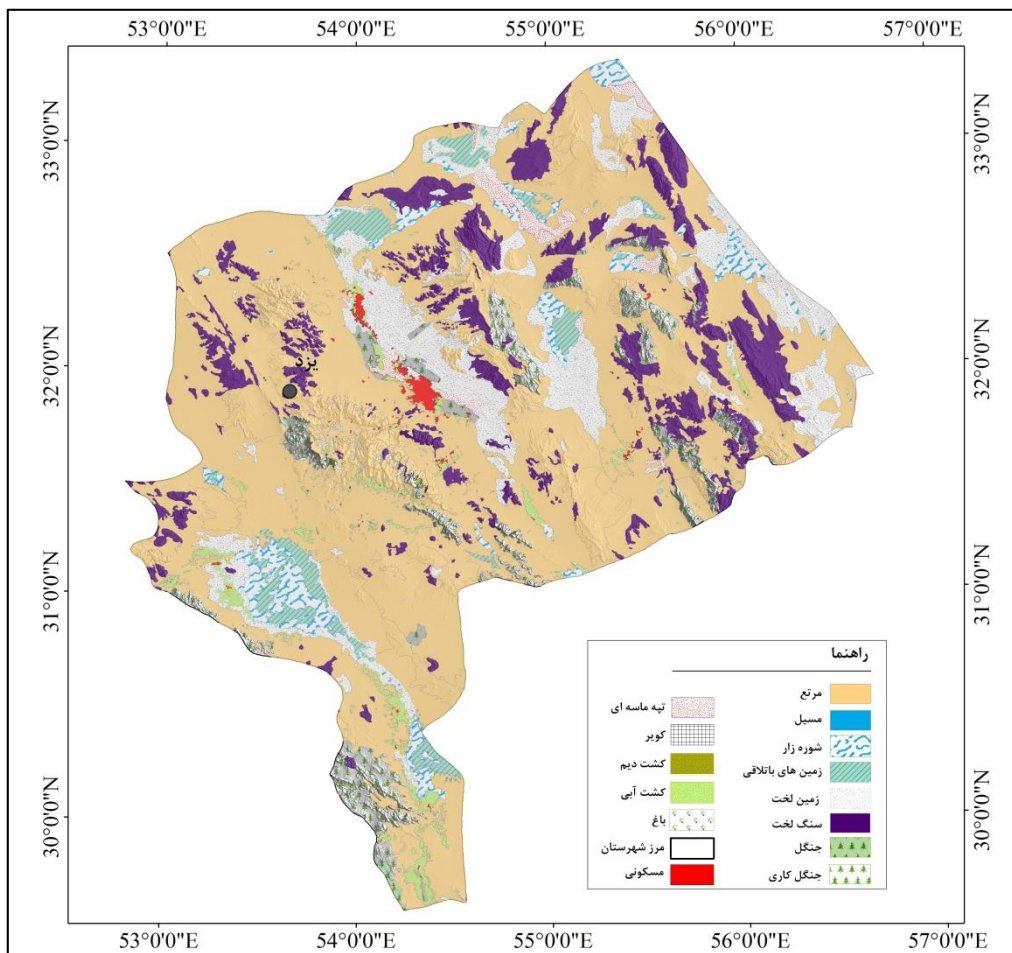 53°0'0"E 54°0'0"E 55°0'0"E 56°0'0"E 57°0'0"E
33°0'0"N
33°0'0"N
32°0'0"N
32°0'0"N
یزد
31°0'0"N
31°0'0"N
30°0'0"N
30°0'0"N
راهنما
مرتع
مسیل
شوره زار
زمین های باتلاقی
زمین لخت
سنگ لخت
جنگل
جنگل کاری
تپه ماسه ای
کویر
کشت دیم
کشت آبی
باغ
مرز شهرستان
مسکونی
53°0'0"E 54°0'0"E 55°0'0"E 56°0'0"E 57°0'0"E